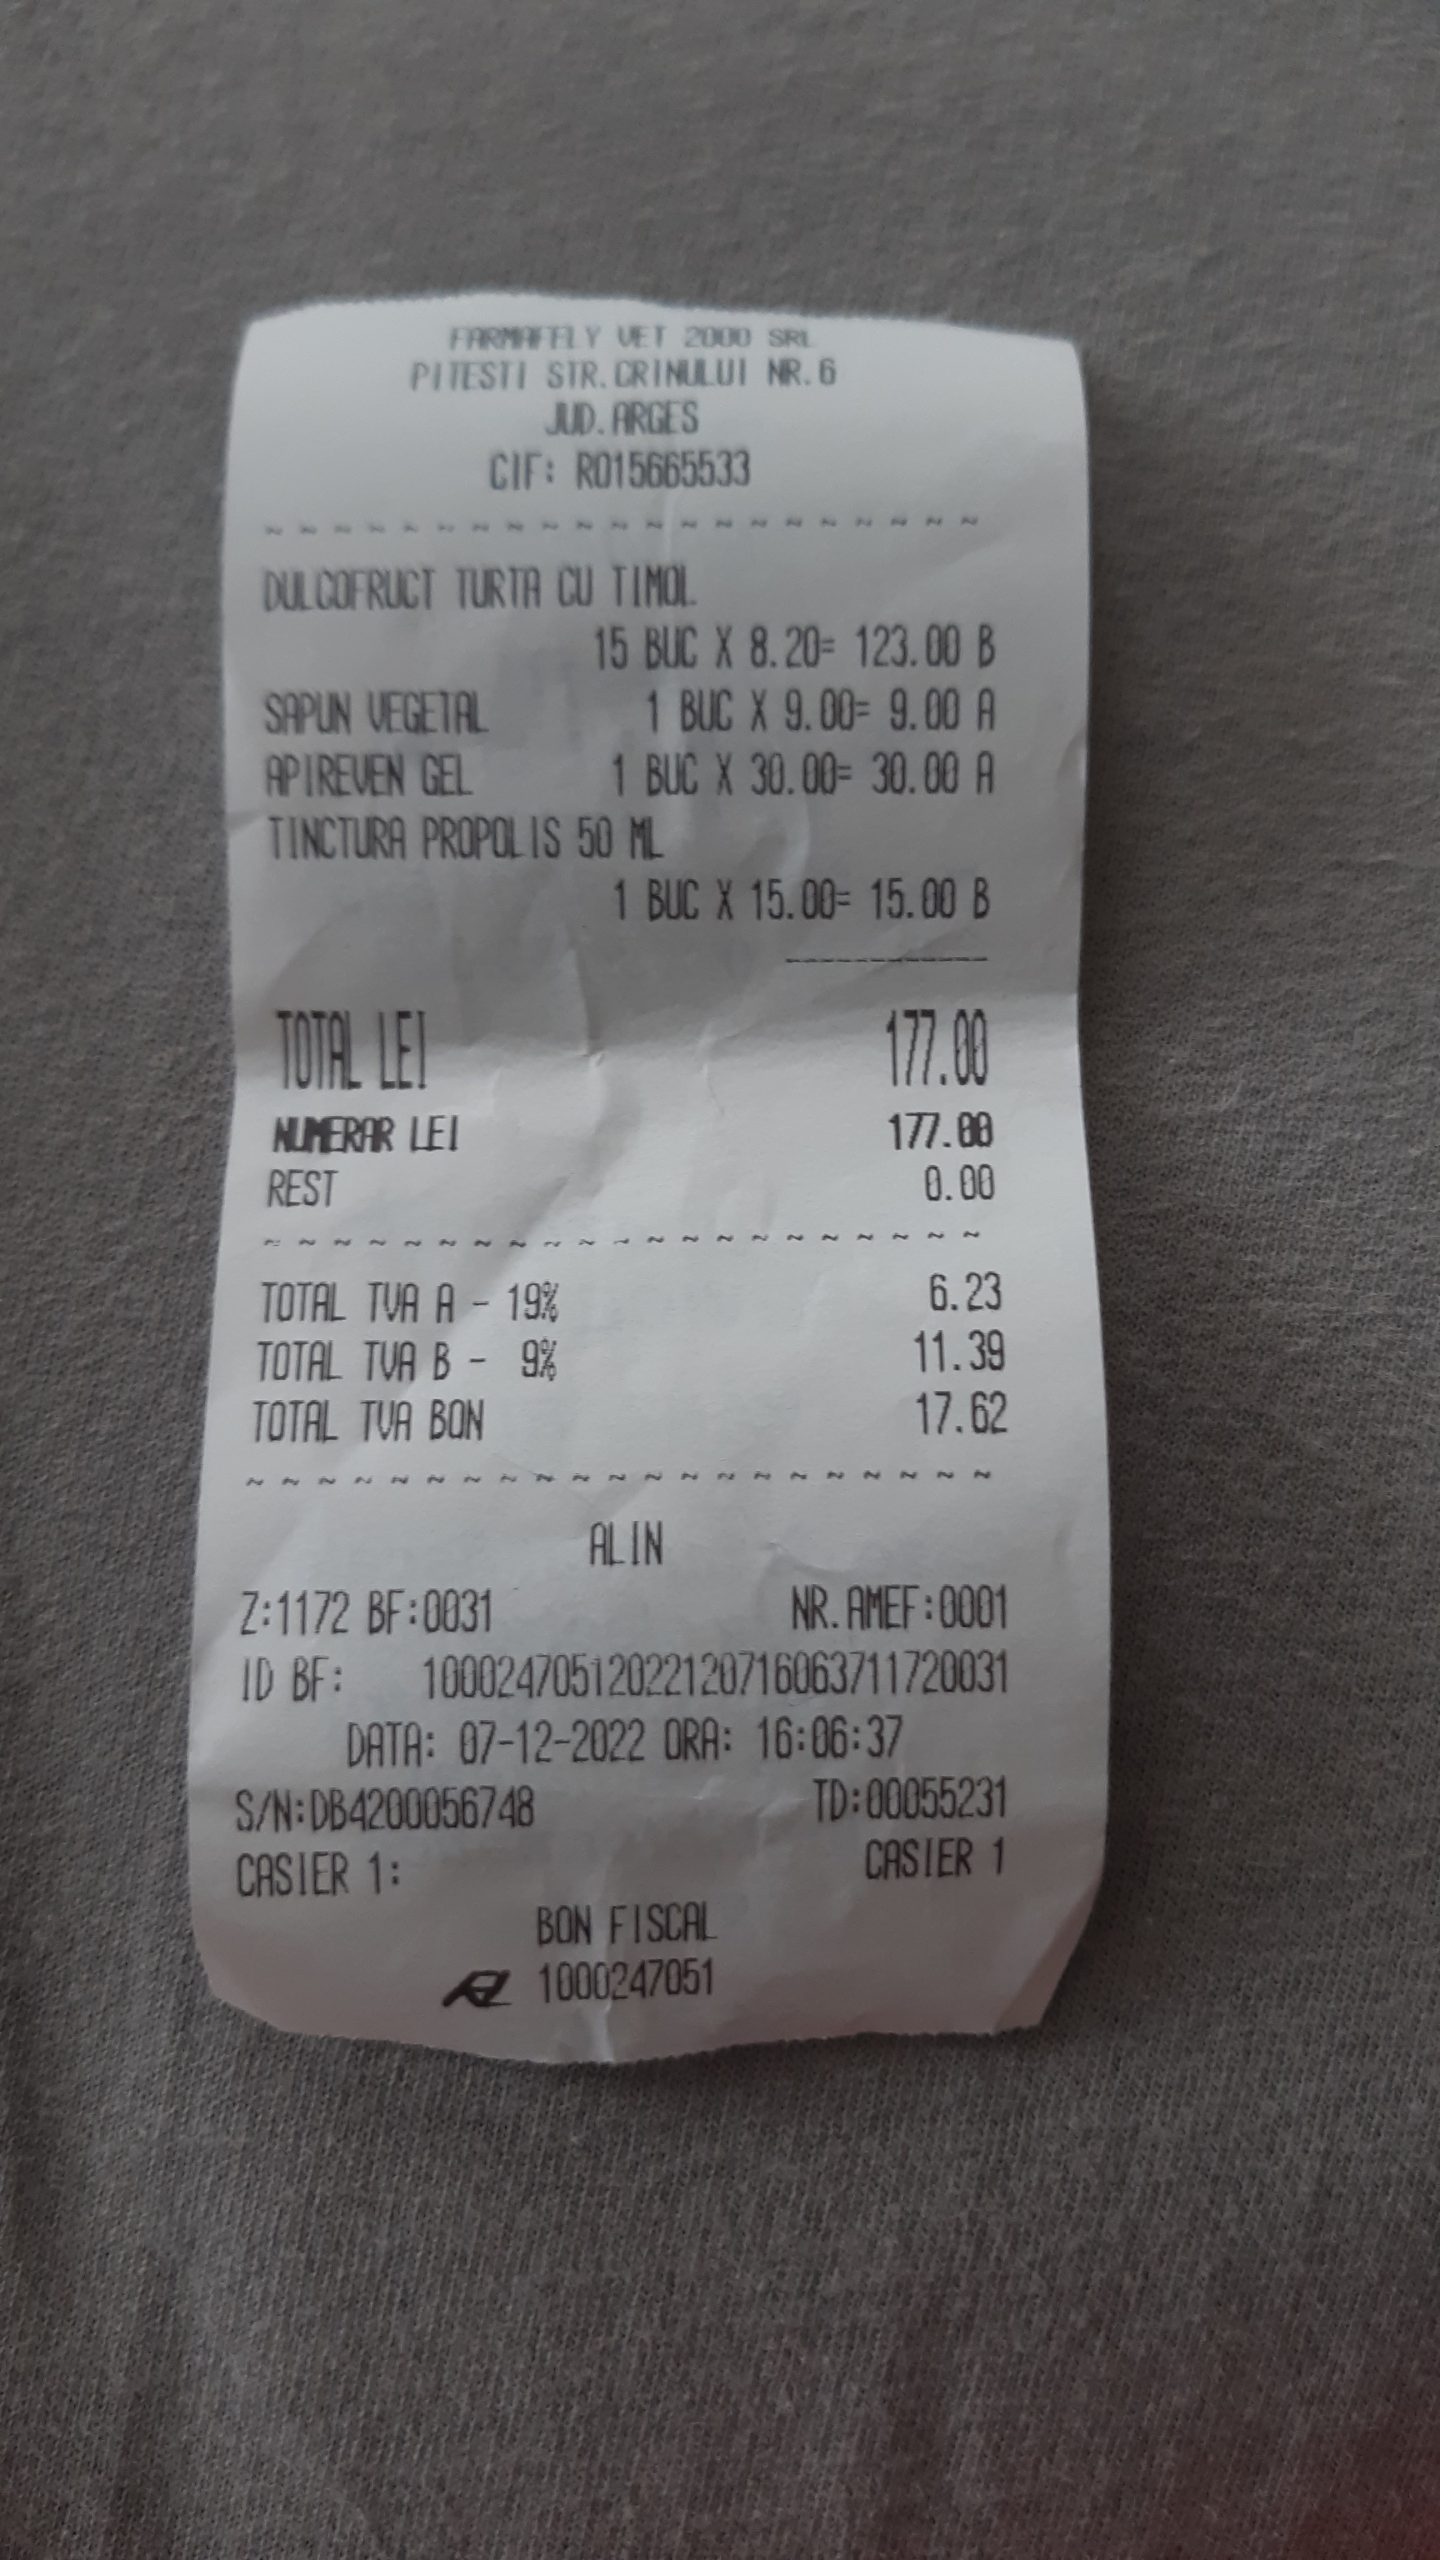 FARMAFELY VET 2000 SRL
PITESTI STR.CRINULUI NR.6
JUD.ARGES
CIF: RO15665533
DULCOFRUCT TURTA CU TIMOL
15 BUC X 8.20= 123.00 B
SAPUN VEGETAL 1 BUC X 9.00= 9.00 A
APIREVEN GEL 1 BUC X 30.00= 30.00 A
TINCTURA PROPOLIS 50 ML
1 BUC X 15.00= 15.00 B
TOTAL LEI 177.00
NUMERAR LEI 177.00
REST 0.00
TOTAL TVA A - 19% 6.23
TOTAL TVA B - 9% 11.39
TOTAL TVA BON 17.62
ALIN
Z:1172 BF:0031 NR.AMEF:0001
ID BF: 10002470512022120716063711720031
DATA: 07-12-2022 ORA: 16:06:37
S/N:DB4200056748 TD:00055231
CASIER 1: CASIER 1
BON FISCAL
1000247051